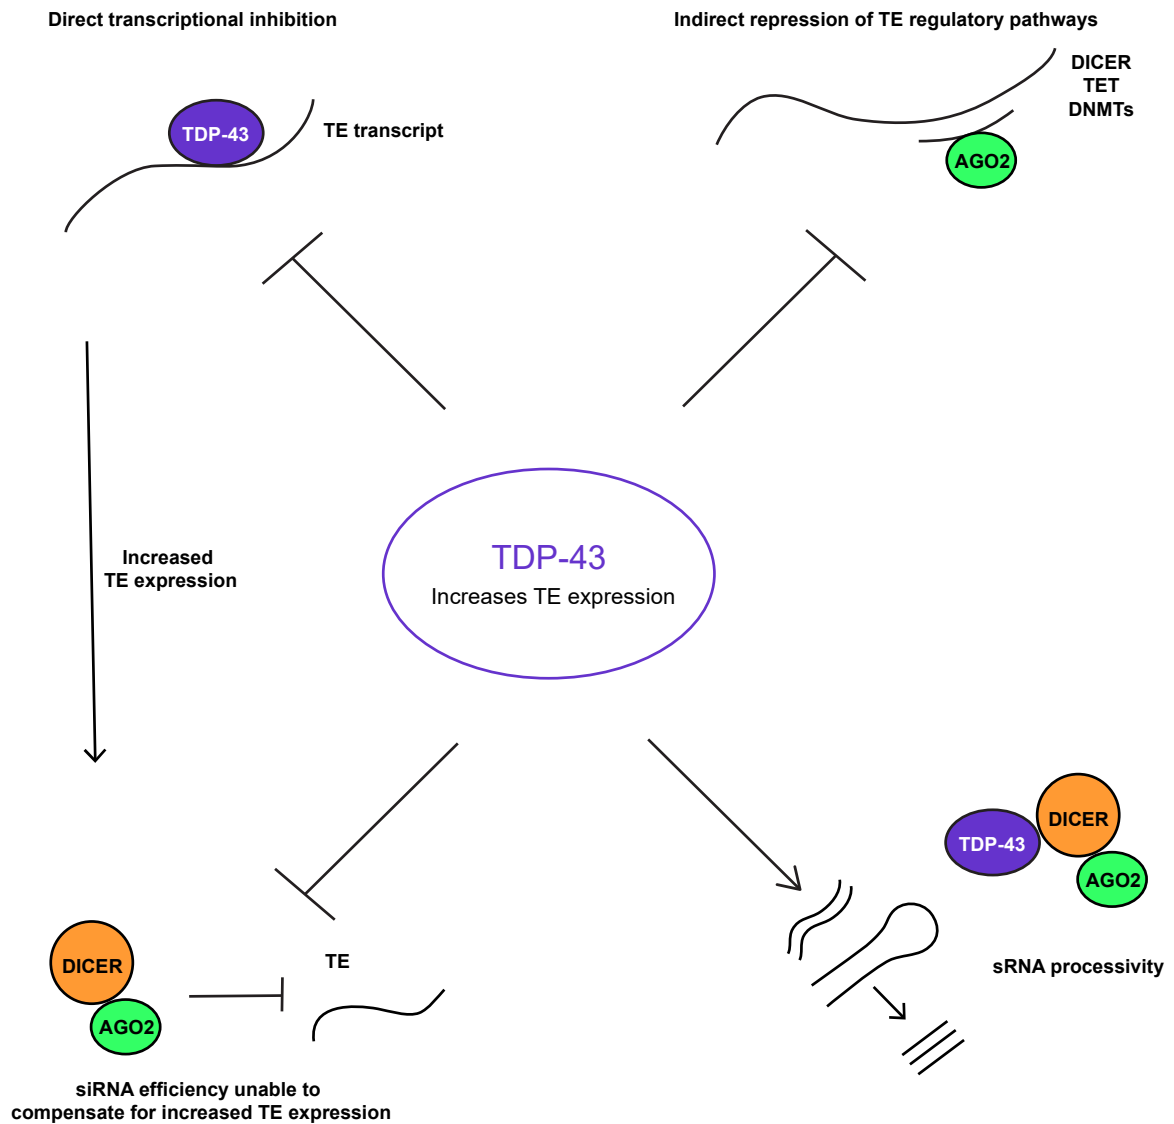 Direct transcriptional inhibition
Indirect repression of TE regulatory pathways
TDP-43
TE transcript
DICER
TET
DNMTs
AGO2
Increased
TE expression
TDP-43
Increases TE expression
DICER
TDP-43
AGO2
sRNA processivity
DICER
AGO2
TE
siRNA efficiency unable to
compensate for increased TE expression